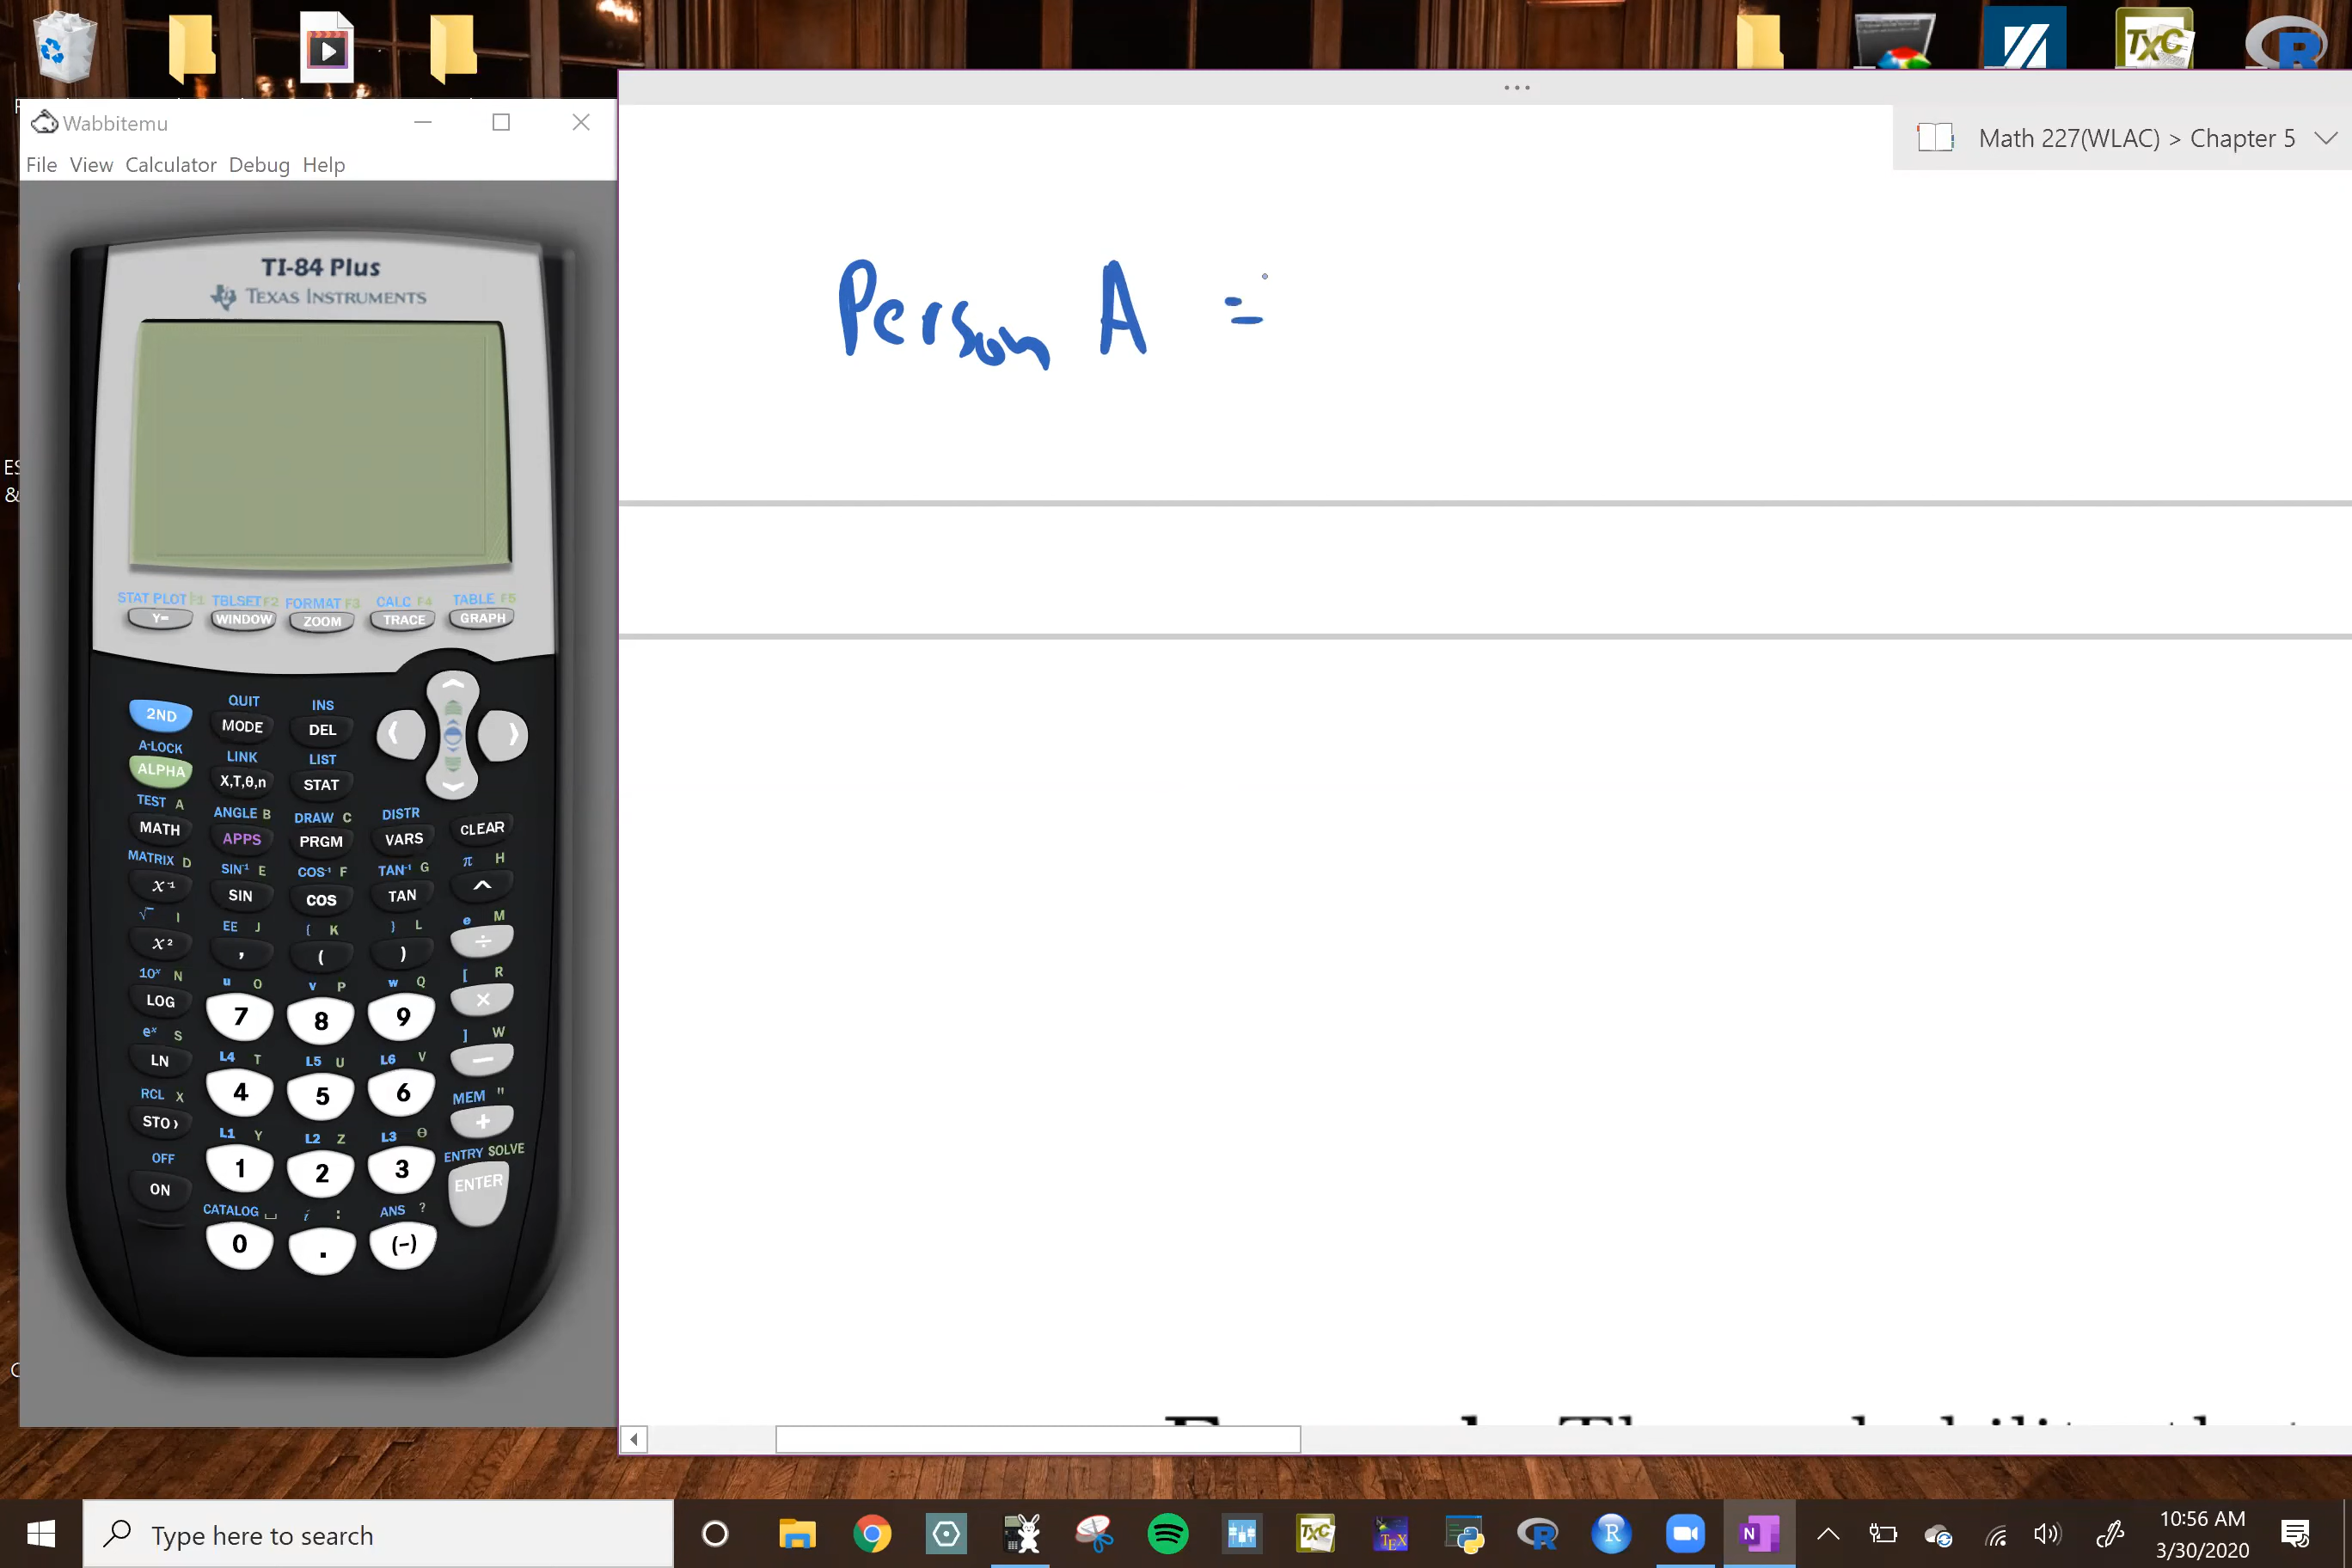 Wabbitemu
File View Calculator Debug Help
Math 227(WLAC) > Chapter 5
Person A =
TI-84 Plus
TEXAS INSTRUMENTS
STAT PLOT F1 TBLSET F2 FORMAT F3 CALC F4 TABLE F5
Y= WINDOW ZOOM TRACE GRAPH
QUIT INS
2ND MODE DEL
A-LOCK LINK LIST
ALPHA X,T,θ,n STAT
TEST A ANGLE B DRAW C DISTR
MATH APPS PRGM VARS CLEAR
MATRIX D SIN⁻¹ E COS⁻¹ F TAN⁻¹ G π H
X⁻¹ SIN COS TAN ^
√ I EE J { K } L e M
X² , ( ) ÷
10ˣ N u O v P w Q [ R
LOG 7 8 9 ×
eˣ S L4 T L5 U L6 V ] W
LN 4 5 6 −
RCL X L1 Y L2 Z L3 θ MEM "
STO› 1 2 3 +
OFF CATALOG ⎵ i : ANS ? ENTRY SOLVE
ON 0 . (−) ENTER
TXC
R
Type here to search
TXC
TEX
R
R
N
10:56 AM
3/30/2020